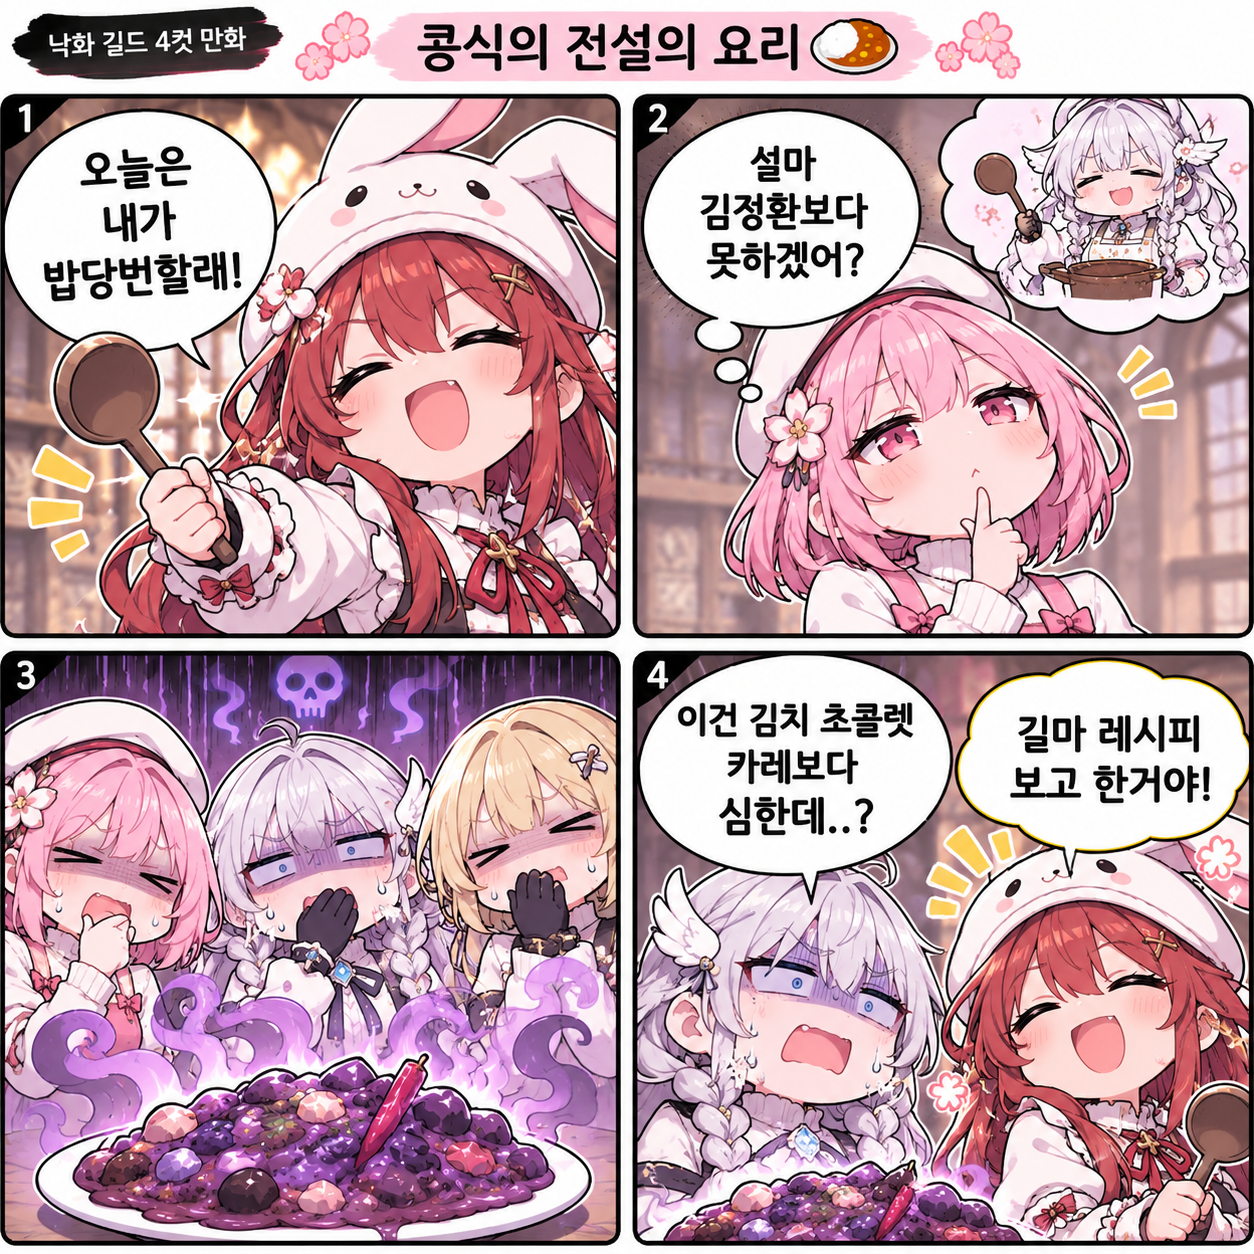 낙화 길드 4컷 만화
콩식의 전설의 요리
1
오늘은
내가
밥당번할래!
2
설마
김정환보다
못하겠어?
3
4
이건 김치 초콜렛
카레보다
심한데..?
길마 레시피
보고 한거야!